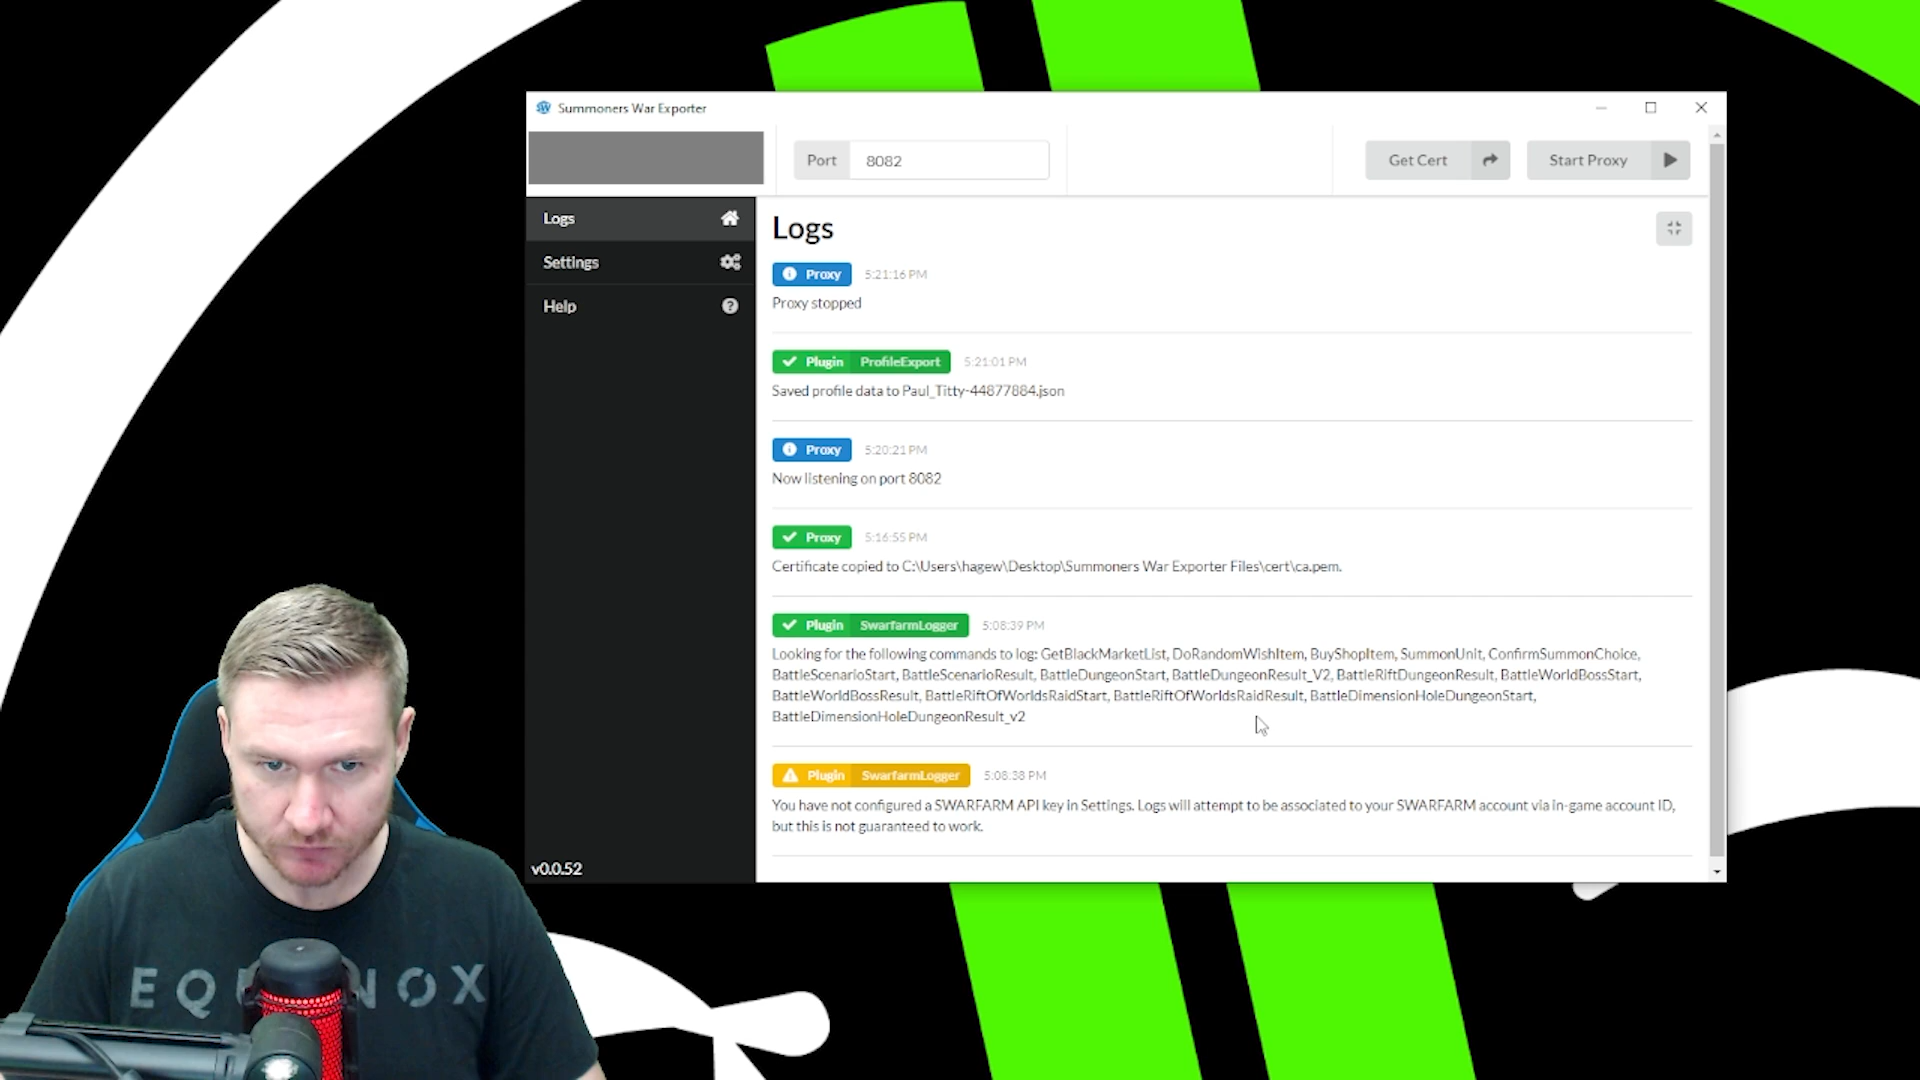 Summoners War Exporter
Port 8082
Get Cert
Start Proxy
Logs
Settings
Help
v0.0.52
Logs
Proxy 5:21:16 PM
Proxy stopped
Plugin ProfileExport 5:21:01 PM
Saved profile data to Paul_Titty-44877884.json
Proxy 5:20:21 PM
Now listening on port 8082
Proxy 5:16:55 PM
Certificate copied to C:\Users\hagew\Desktop\Summoners War Exporter Files\cert\ca.pem.
Plugin SwarfarmLogger 5:08:39 PM
Looking for the following commands to log: GetBlackMarketList, DoRandomWishItem, BuyShopItem, SummonUnit, ConfirmSummonChoice,
BattleScenarioStart, BattleScenarioResult, BattleDungeonStart, BattleDungeonResult_V2, BattleRiftDungeonResult, BattleWorldBossStart,
BattleWorldBossResult, BattleRiftOfWorldsRaidStart, BattleRiftOfWorldsRaidResult, BattleDimensionHoleDungeonStart,
BattleDimensionHoleDungeonResult_v2
Plugin SwarfarmLogger 5:08:38 PM
You have not configured a SWARFARM API key in Settings. Logs will attempt to be associated to your SWARFARM account via in-game account ID,
but this is not guaranteed to work.